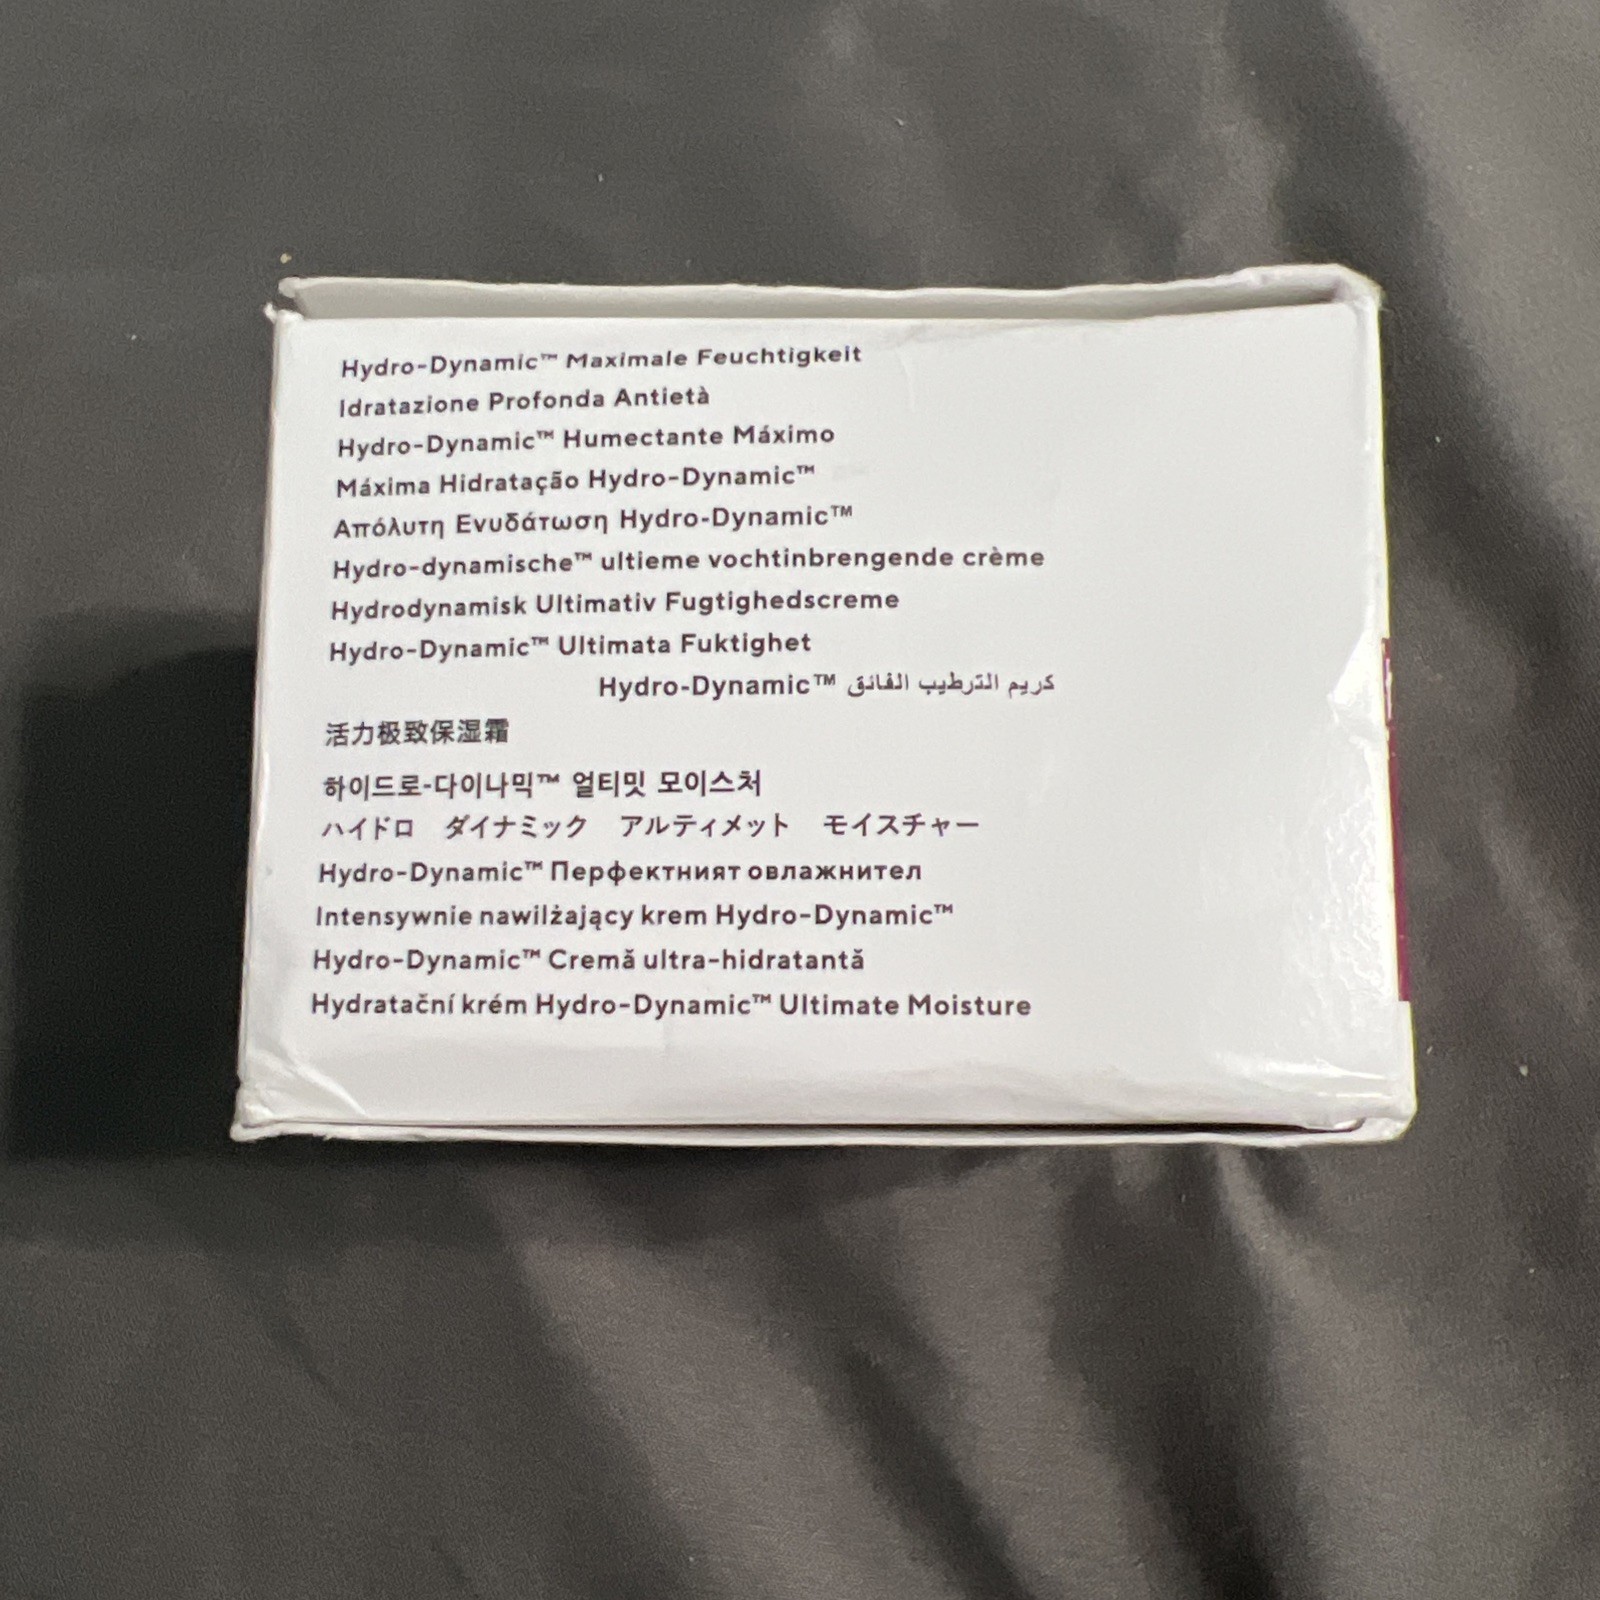 Hydro-Dynamic™ Maximale Feuchtigkeit
Idratazione Profonda Antietà
Hydro-Dynamic™ Humectante Máximo
Máxima Hidratação Hydro-Dynamic™
Απόλυτη Ενυδάτωση Hydro-Dynamic™
Hydro-dynamische™ ultieme vochtinbrengende crème
Hydrodynamisk Ultimativ Fugtighedscreme
Hydro-Dynamic™ Ultimata Fuktighet
كريم الترطيب الفائق Hydro-Dynamic™
活力极致保湿霜
하이드로-다이나믹™ 얼티밋 모이스처
ハイドロ　ダイナミック　アルティメット　モイスチャー
Hydro-Dynamic™ Перфектният овлажнител
Intensywnie nawilżający krem Hydro-Dynamic™
Hydro-Dynamic™ Cremă ultra-hidratantă
Hydratační krém Hydro-Dynamic™ Ultimate Moisture